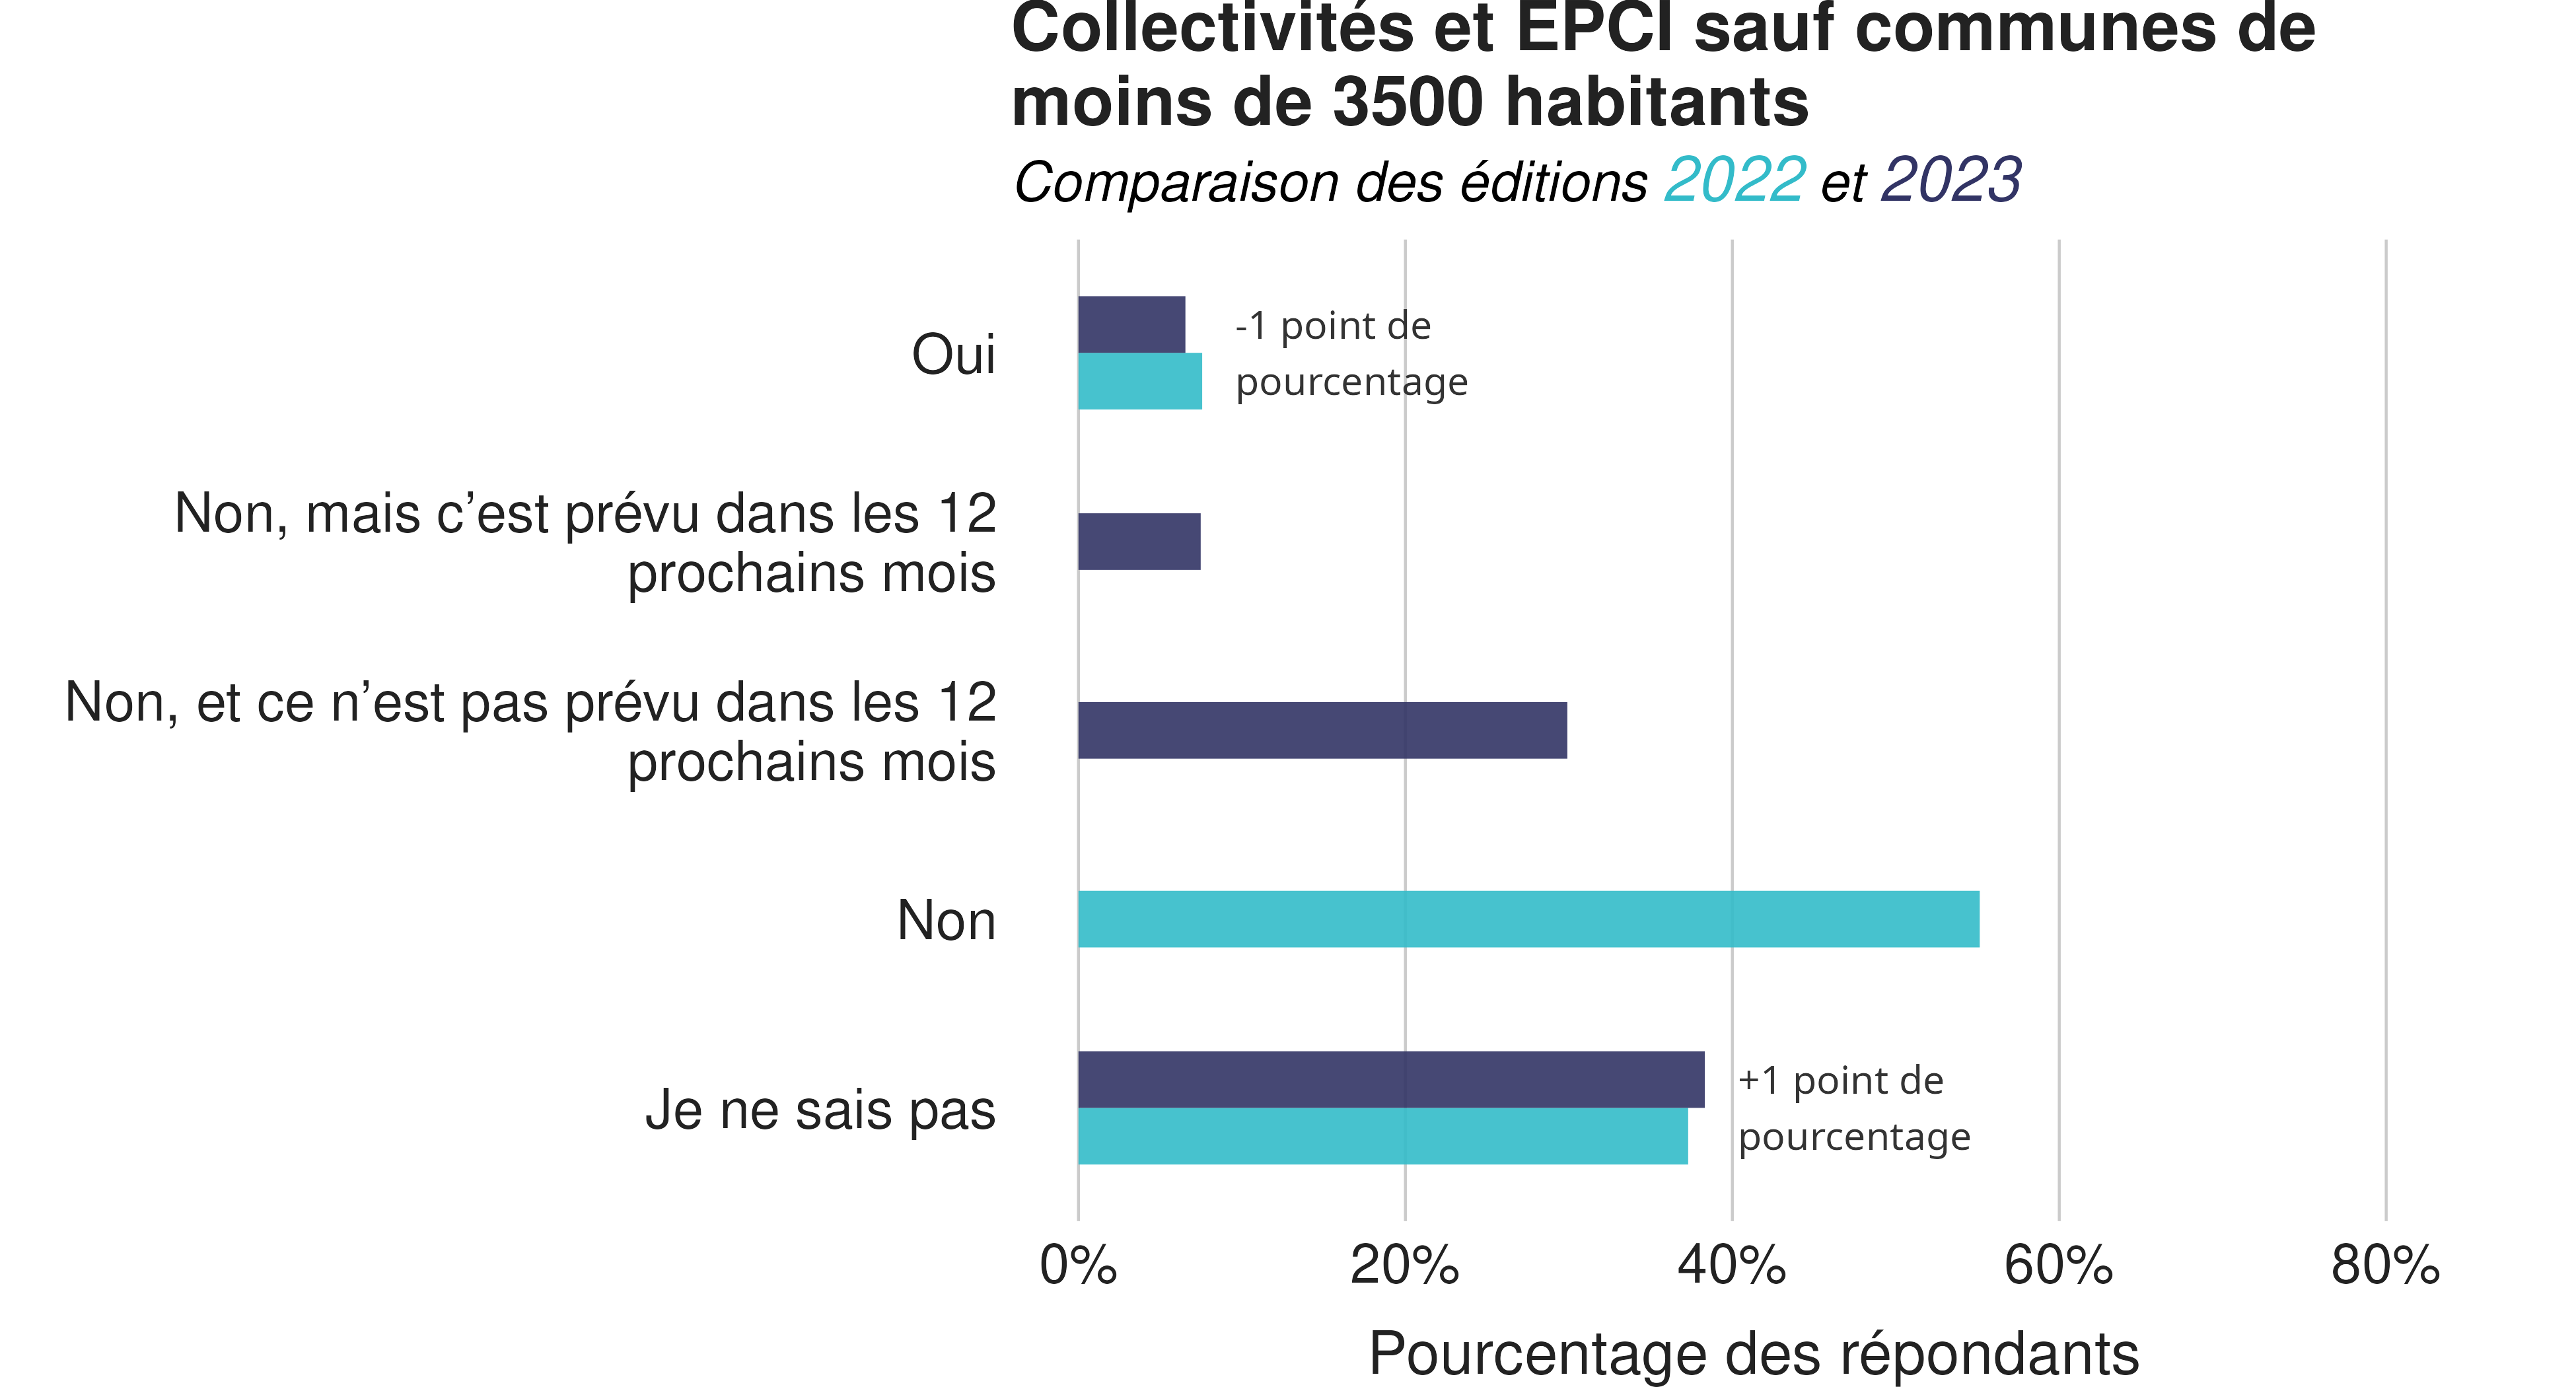 Collectivités et EPCI sauf communes de
moins de 3500 habitants
Comparaison des éditions 2022 et 2023
Oui
-1 point de
pourcentage
Non, mais c’est prévu dans les 12
prochains mois
Non, et ce n’est pas prévu dans les 12
prochains mois
Non
Je ne sais pas
+1 point de
pourcentage
0% 20% 40% 60% 80%
Pourcentage des répondants